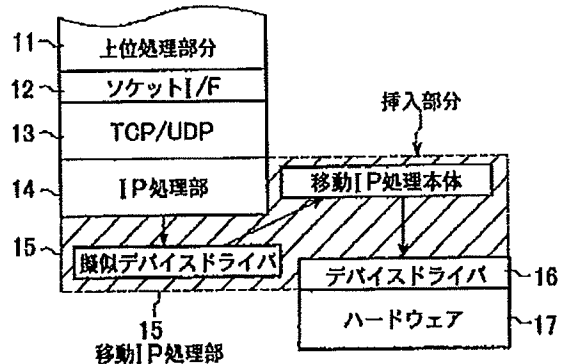 11
上位処理部分
12
ソケットI/F
13
TCP/UDP
挿入部分
14
IP処理部
移動IP処理本体
15
擬似デバイスドライバ
デバイスドライバ
16
15
移動IP処理部
ハードウェア
17